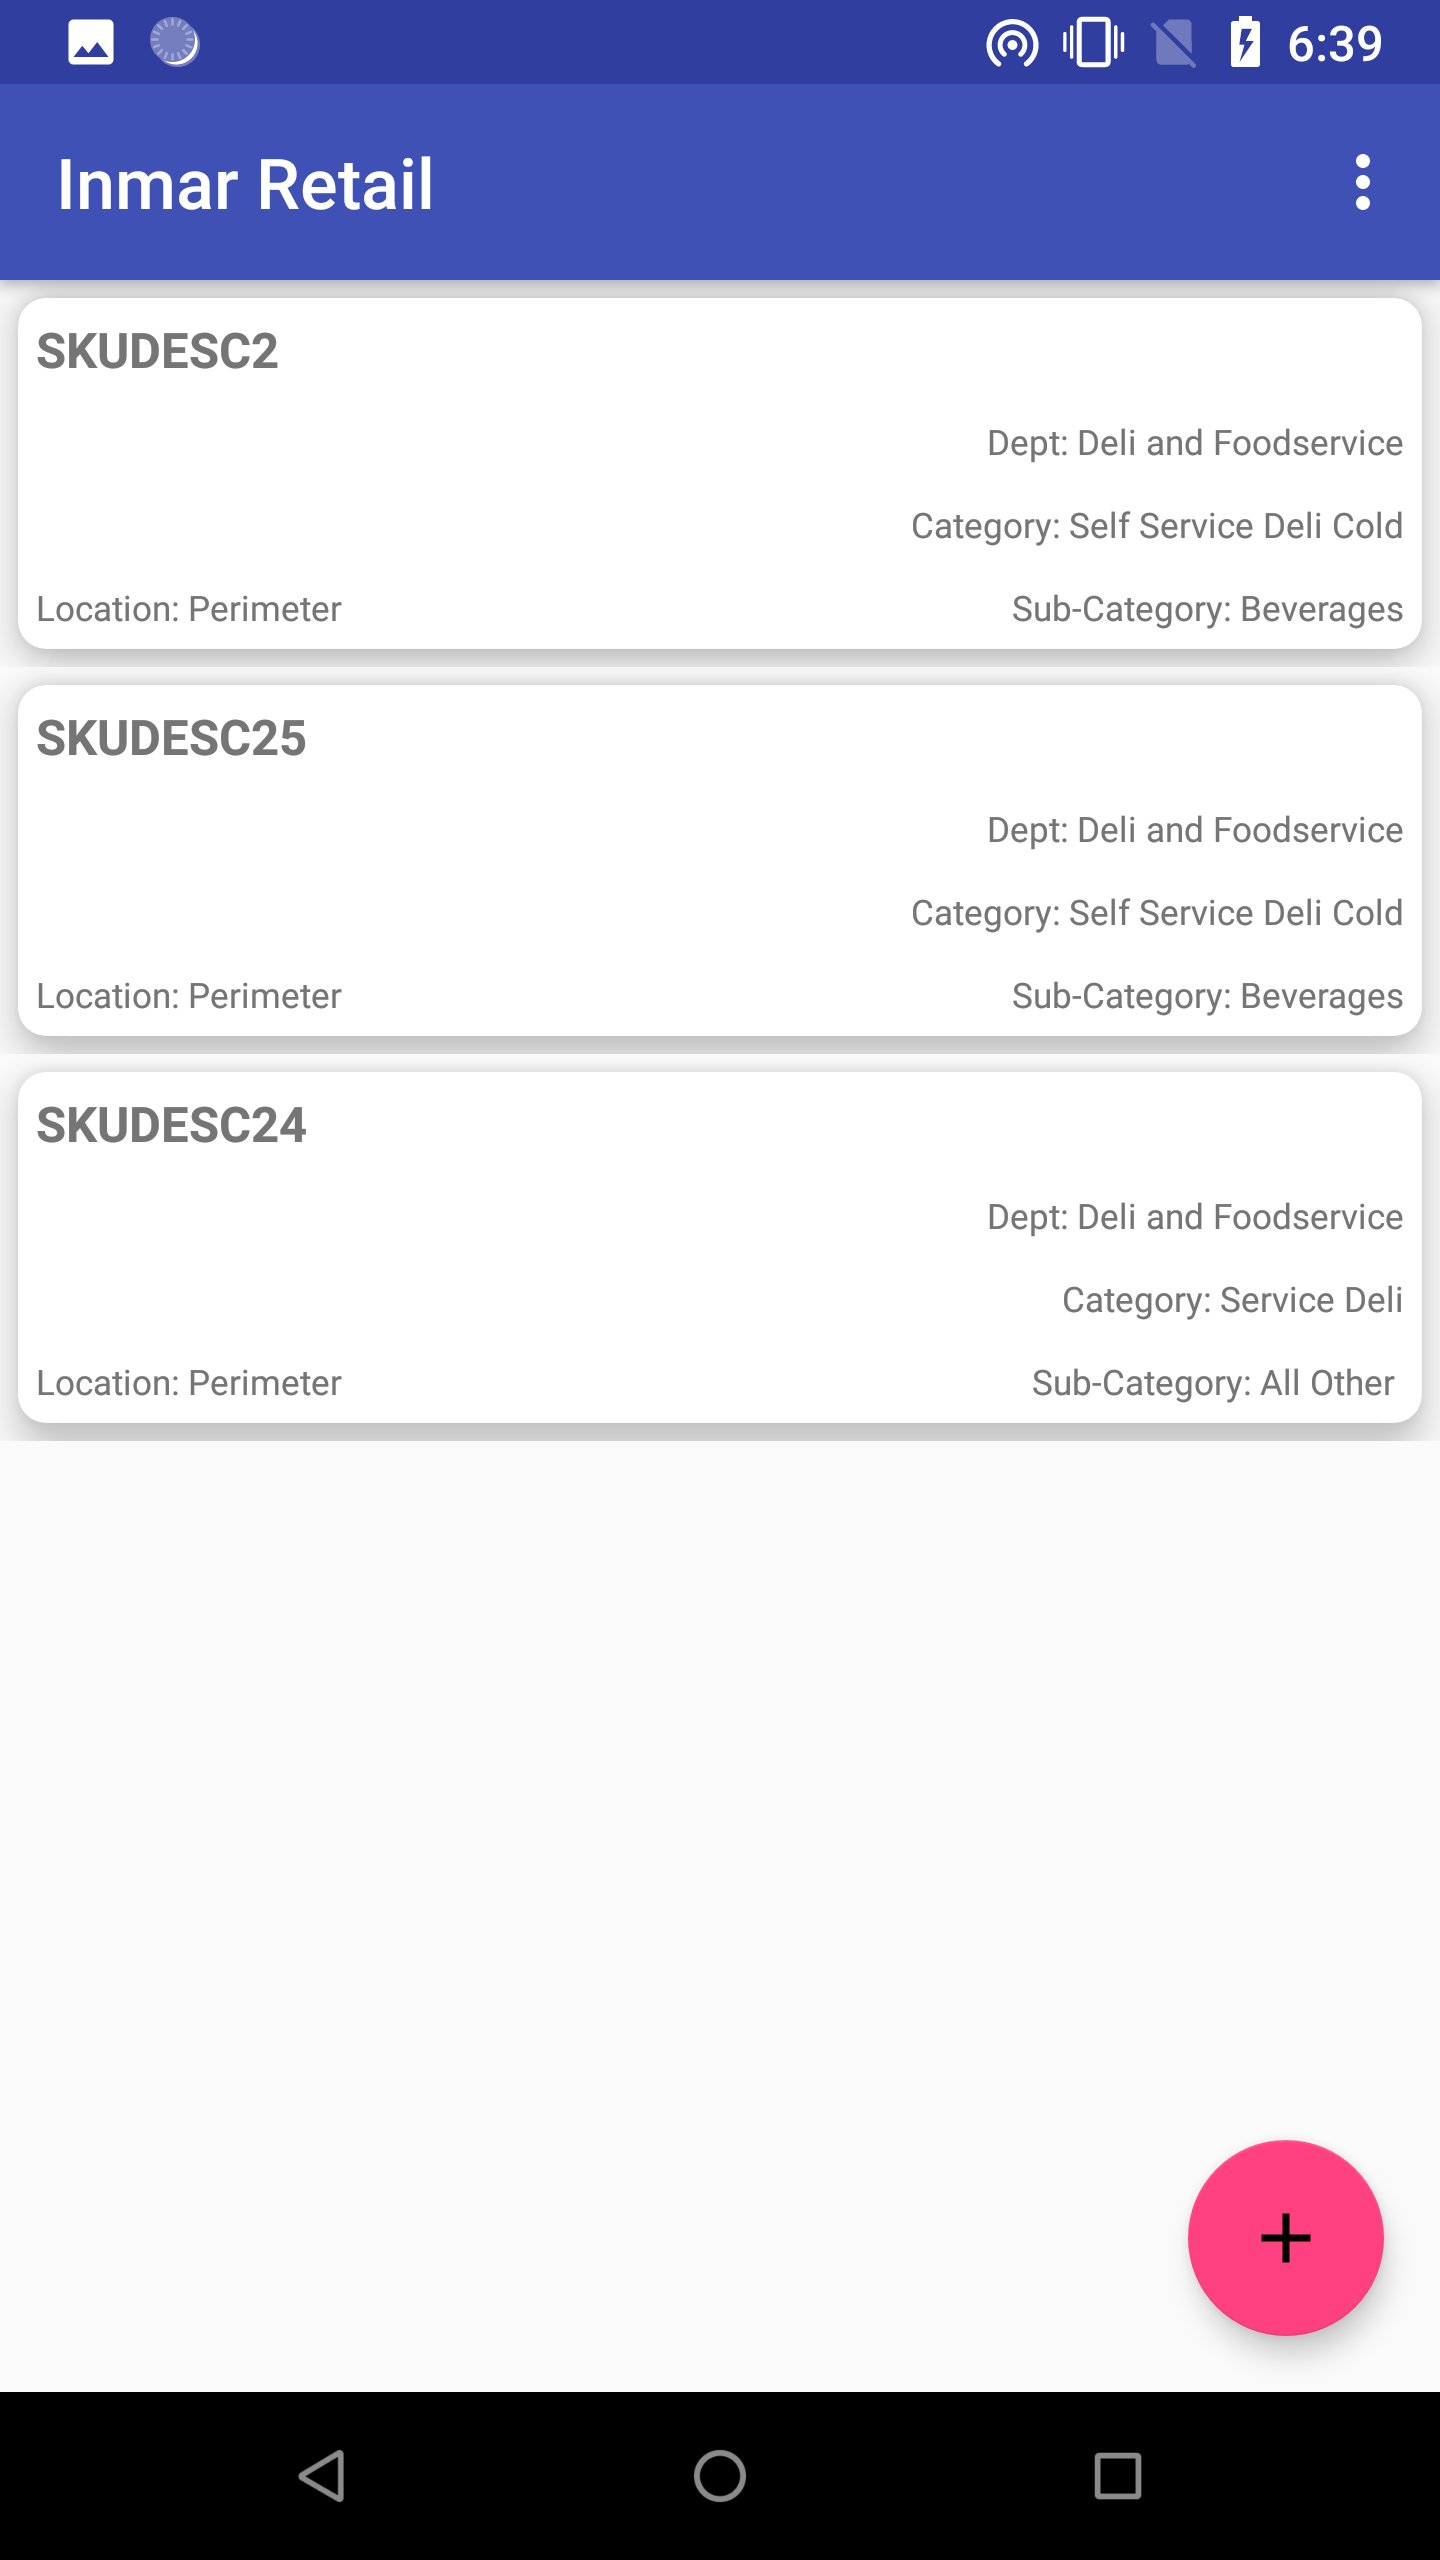 6:39
Inmar Retail
SKUDESC2
Dept: Deli and Foodservice
Category: Self Service Deli Cold
Location: Perimeter Sub-Category: Beverages
SKUDESC25
Dept: Deli and Foodservice
Category: Self Service Deli Cold
Location: Perimeter Sub-Category: Beverages
SKUDESC24
Dept: Deli and Foodservice
Category: Service Deli
Location: Perimeter Sub-Category: All Other